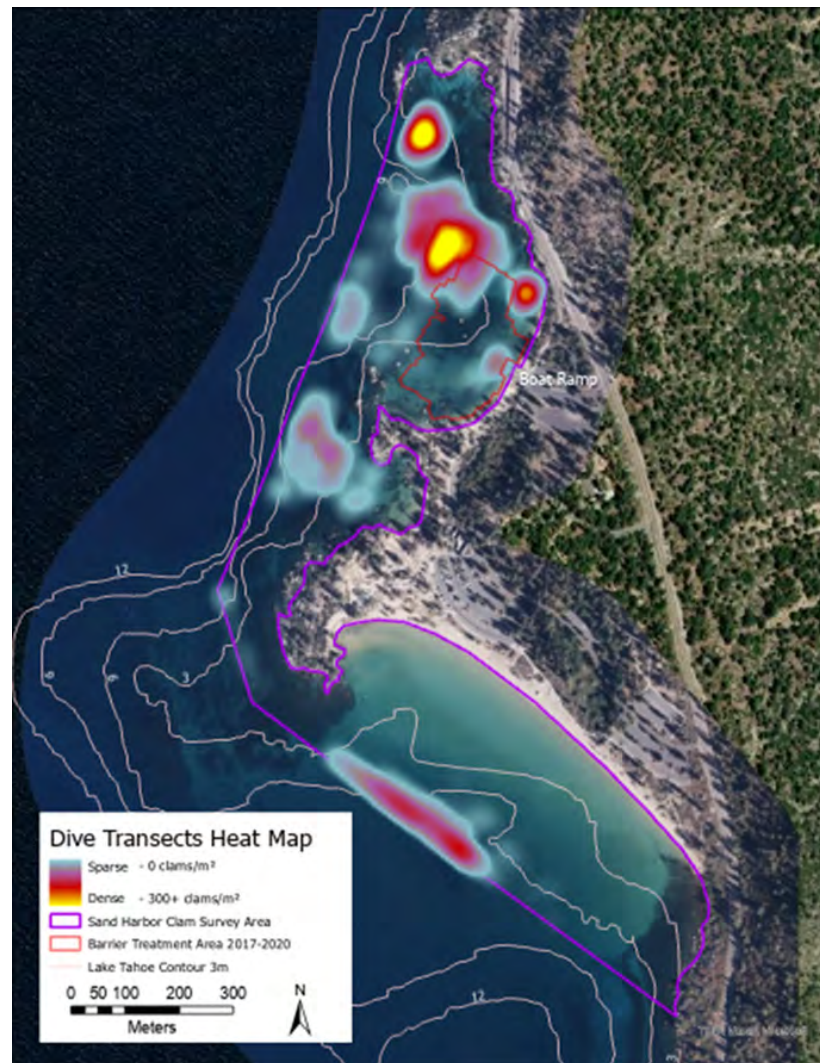 Boat Ramp
12
9
6
3
12
3
Dive Transects Heat Map
Sparse - 0 clams/m²
Dense - 300+ clams/m²
Sand Harbor Clam Survey Area
Barrier Treatment Area 2017-2020
Lake Tahoe Contour 3m
0 50 100 200 300
Meters
N